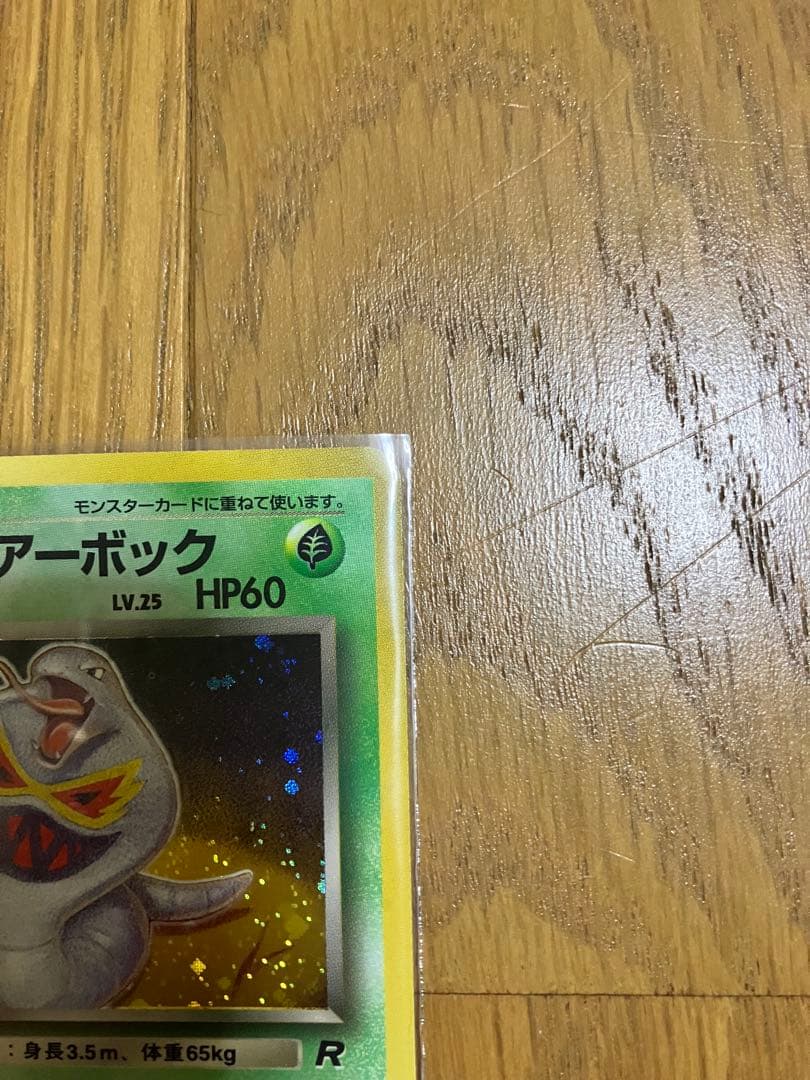 モンスターカードに重ねて使います。
アーボック
LV.25 HP60
：身長3.5m、体重65kg
R